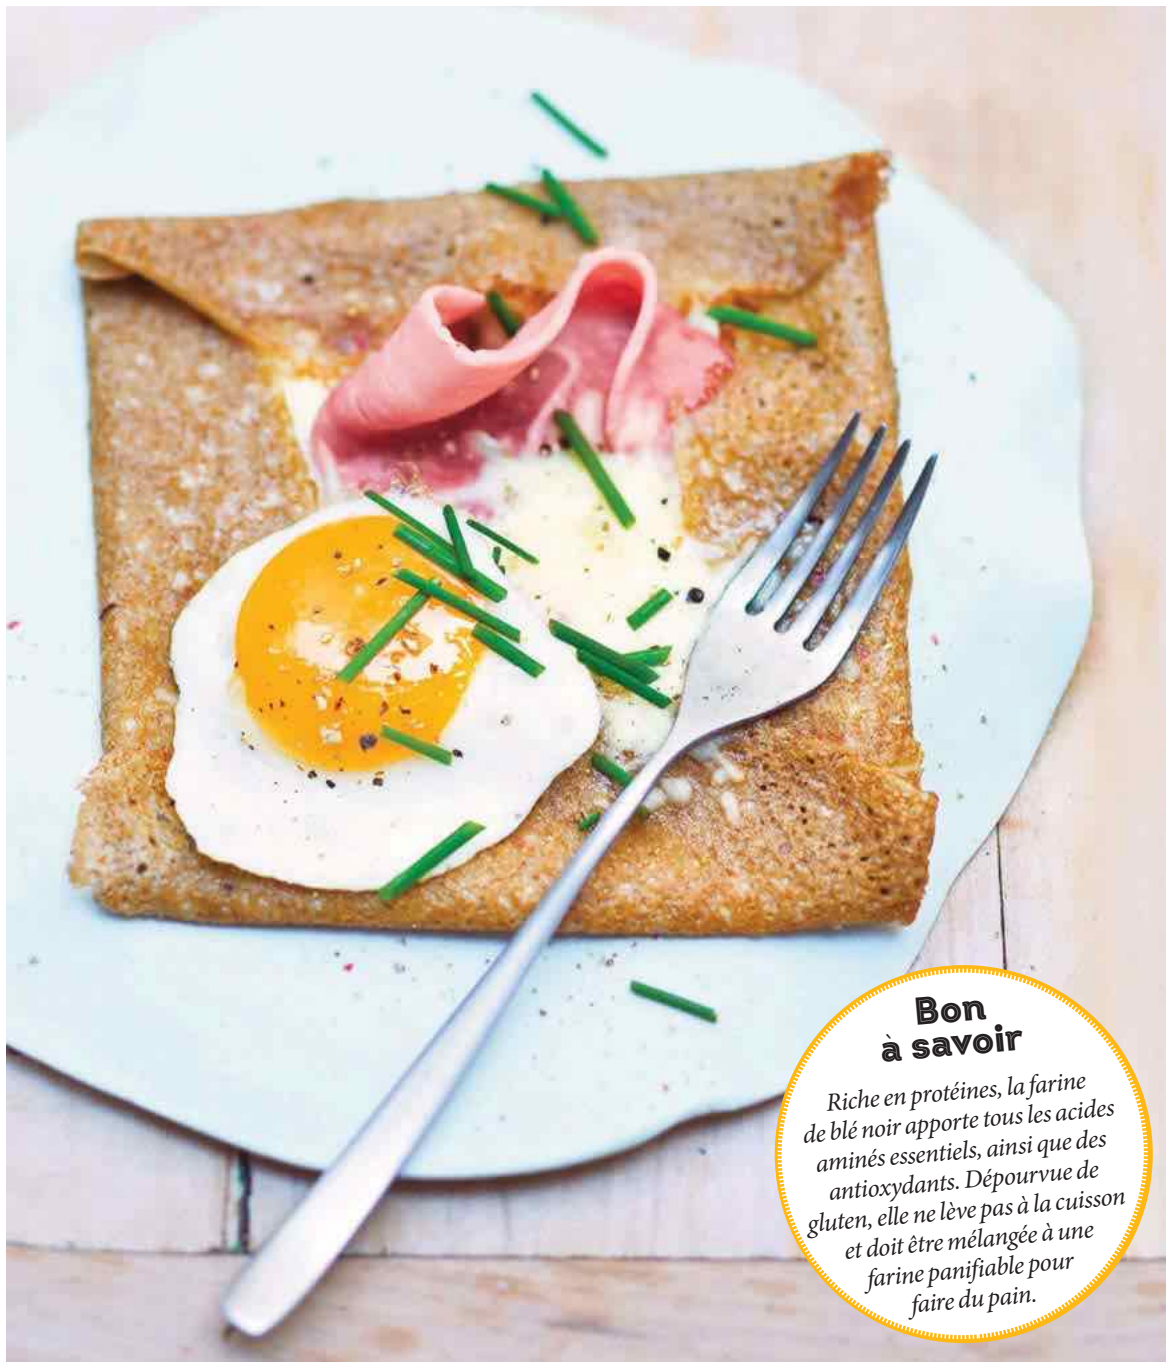 Bon
à savoir
Riche en protéines, la farine
de blé noir apporte tous les acides
aminés essentiels, ainsi que des
antioxydants. Dépourvue de
gluten, elle ne lève pas à la cuisson
et doit être mélangée à une
farine panifiable pour
faire du pain.